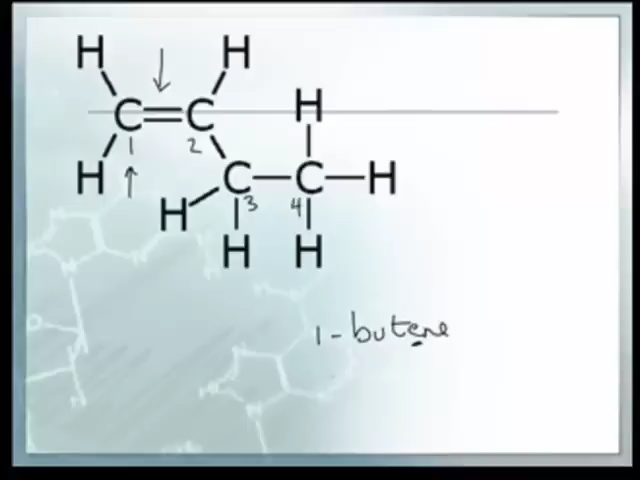 H H
C=C H
1 2
H C—C—H
H 3 4
H H
1-butene